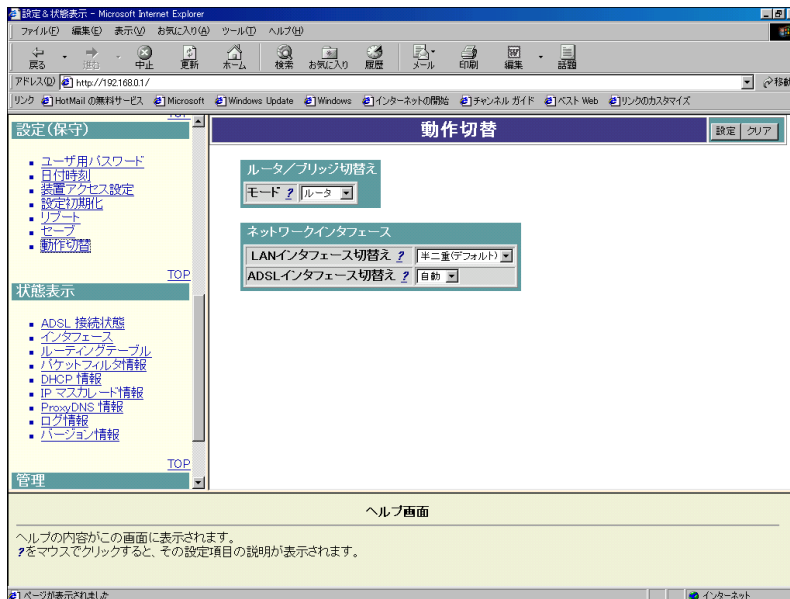 設定&状態表示 - Microsoft Internet Explorer
ファイル(F) 編集(E) 表示(V) お気に入り(A) ツール(T) ヘルプ(H)
戻る 進む 中止 更新 ホーム 検索 お気に入り 履歴 メール 印刷 編集 話題
アドレス(D) http://192.168.0.1/ 移動
リンク HotMail の無料サービス Microsoft Windows Update Windows インターネットの開始 チャンネル ガイド ベスト Web リンクのカスタマイズ
TOP
設定(保守)
ユーザ用パスワード
日付時刻
装置アクセス設定
設定初期化
リブート
セーブ
動作切替
TOP
状態表示
ADSL 接続状態
インタフェース
ルーティングテーブル
パケットフィルタ情報
DHCP 情報
IP マスカレード情報
ProxyDNS 情報
ログ情報
バージョン情報
TOP
管理
動作切替
設定 クリア
ルータ/ブリッジ切替え
モード ? ルータ
ネットワークインタフェース
LANインタフェース切替え ? 半二重(デフォルト)
ADSLインタフェース切替え ? 自動
ヘルプ画面
ヘルプの内容がこの画面に表示されます。
?をマウスでクリックすると、その設定項目の説明が表示されます。
ページが表示されました インターネット